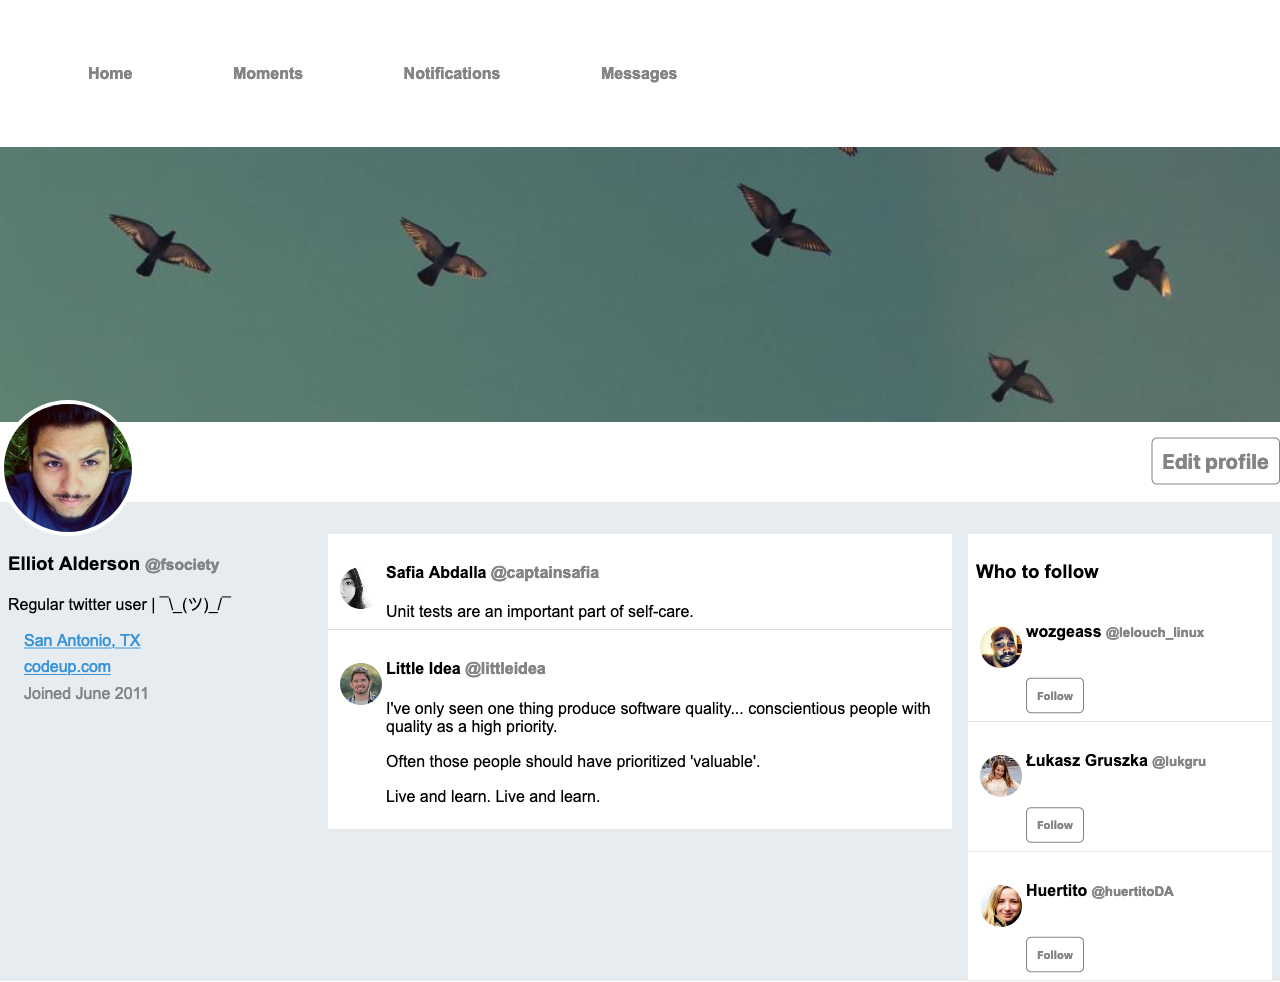 Home Moments Notifications Messages
Edit profile
Elliot Alderson @fsociety
Regular twitter user | ¯\_(ツ)_/¯
San Antonio, TX
codeup.com
Joined June 2011
Safia Abdalla @captainsafia
Unit tests are an important part of self-care.
Little Idea @littleidea
I've only seen one thing produce software quality... conscientious people with
quality as a high priority.
Often those people should have prioritized 'valuable'.
Live and learn. Live and learn.
Who to follow
wozgeass @lelouch_linux
Follow
Łukasz Gruszka @lukgru
Follow
Huertito @huertitoDA
Follow